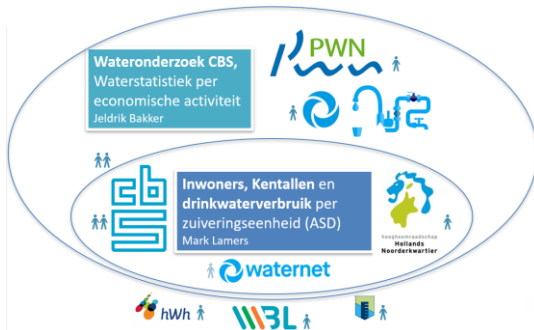 PWN
Wateronderzoek CBS,
Waterstatistiek per
economische activiteit
Jeldrik Bakker
cbs
Inwoners, Kentallen en
drinkwaterverbruik per
zuiveringseenheid (ASD)
Mark Lamers
hoogheemraadschap
Hollands
Noorderkwartier
waternet
hWh
WBL